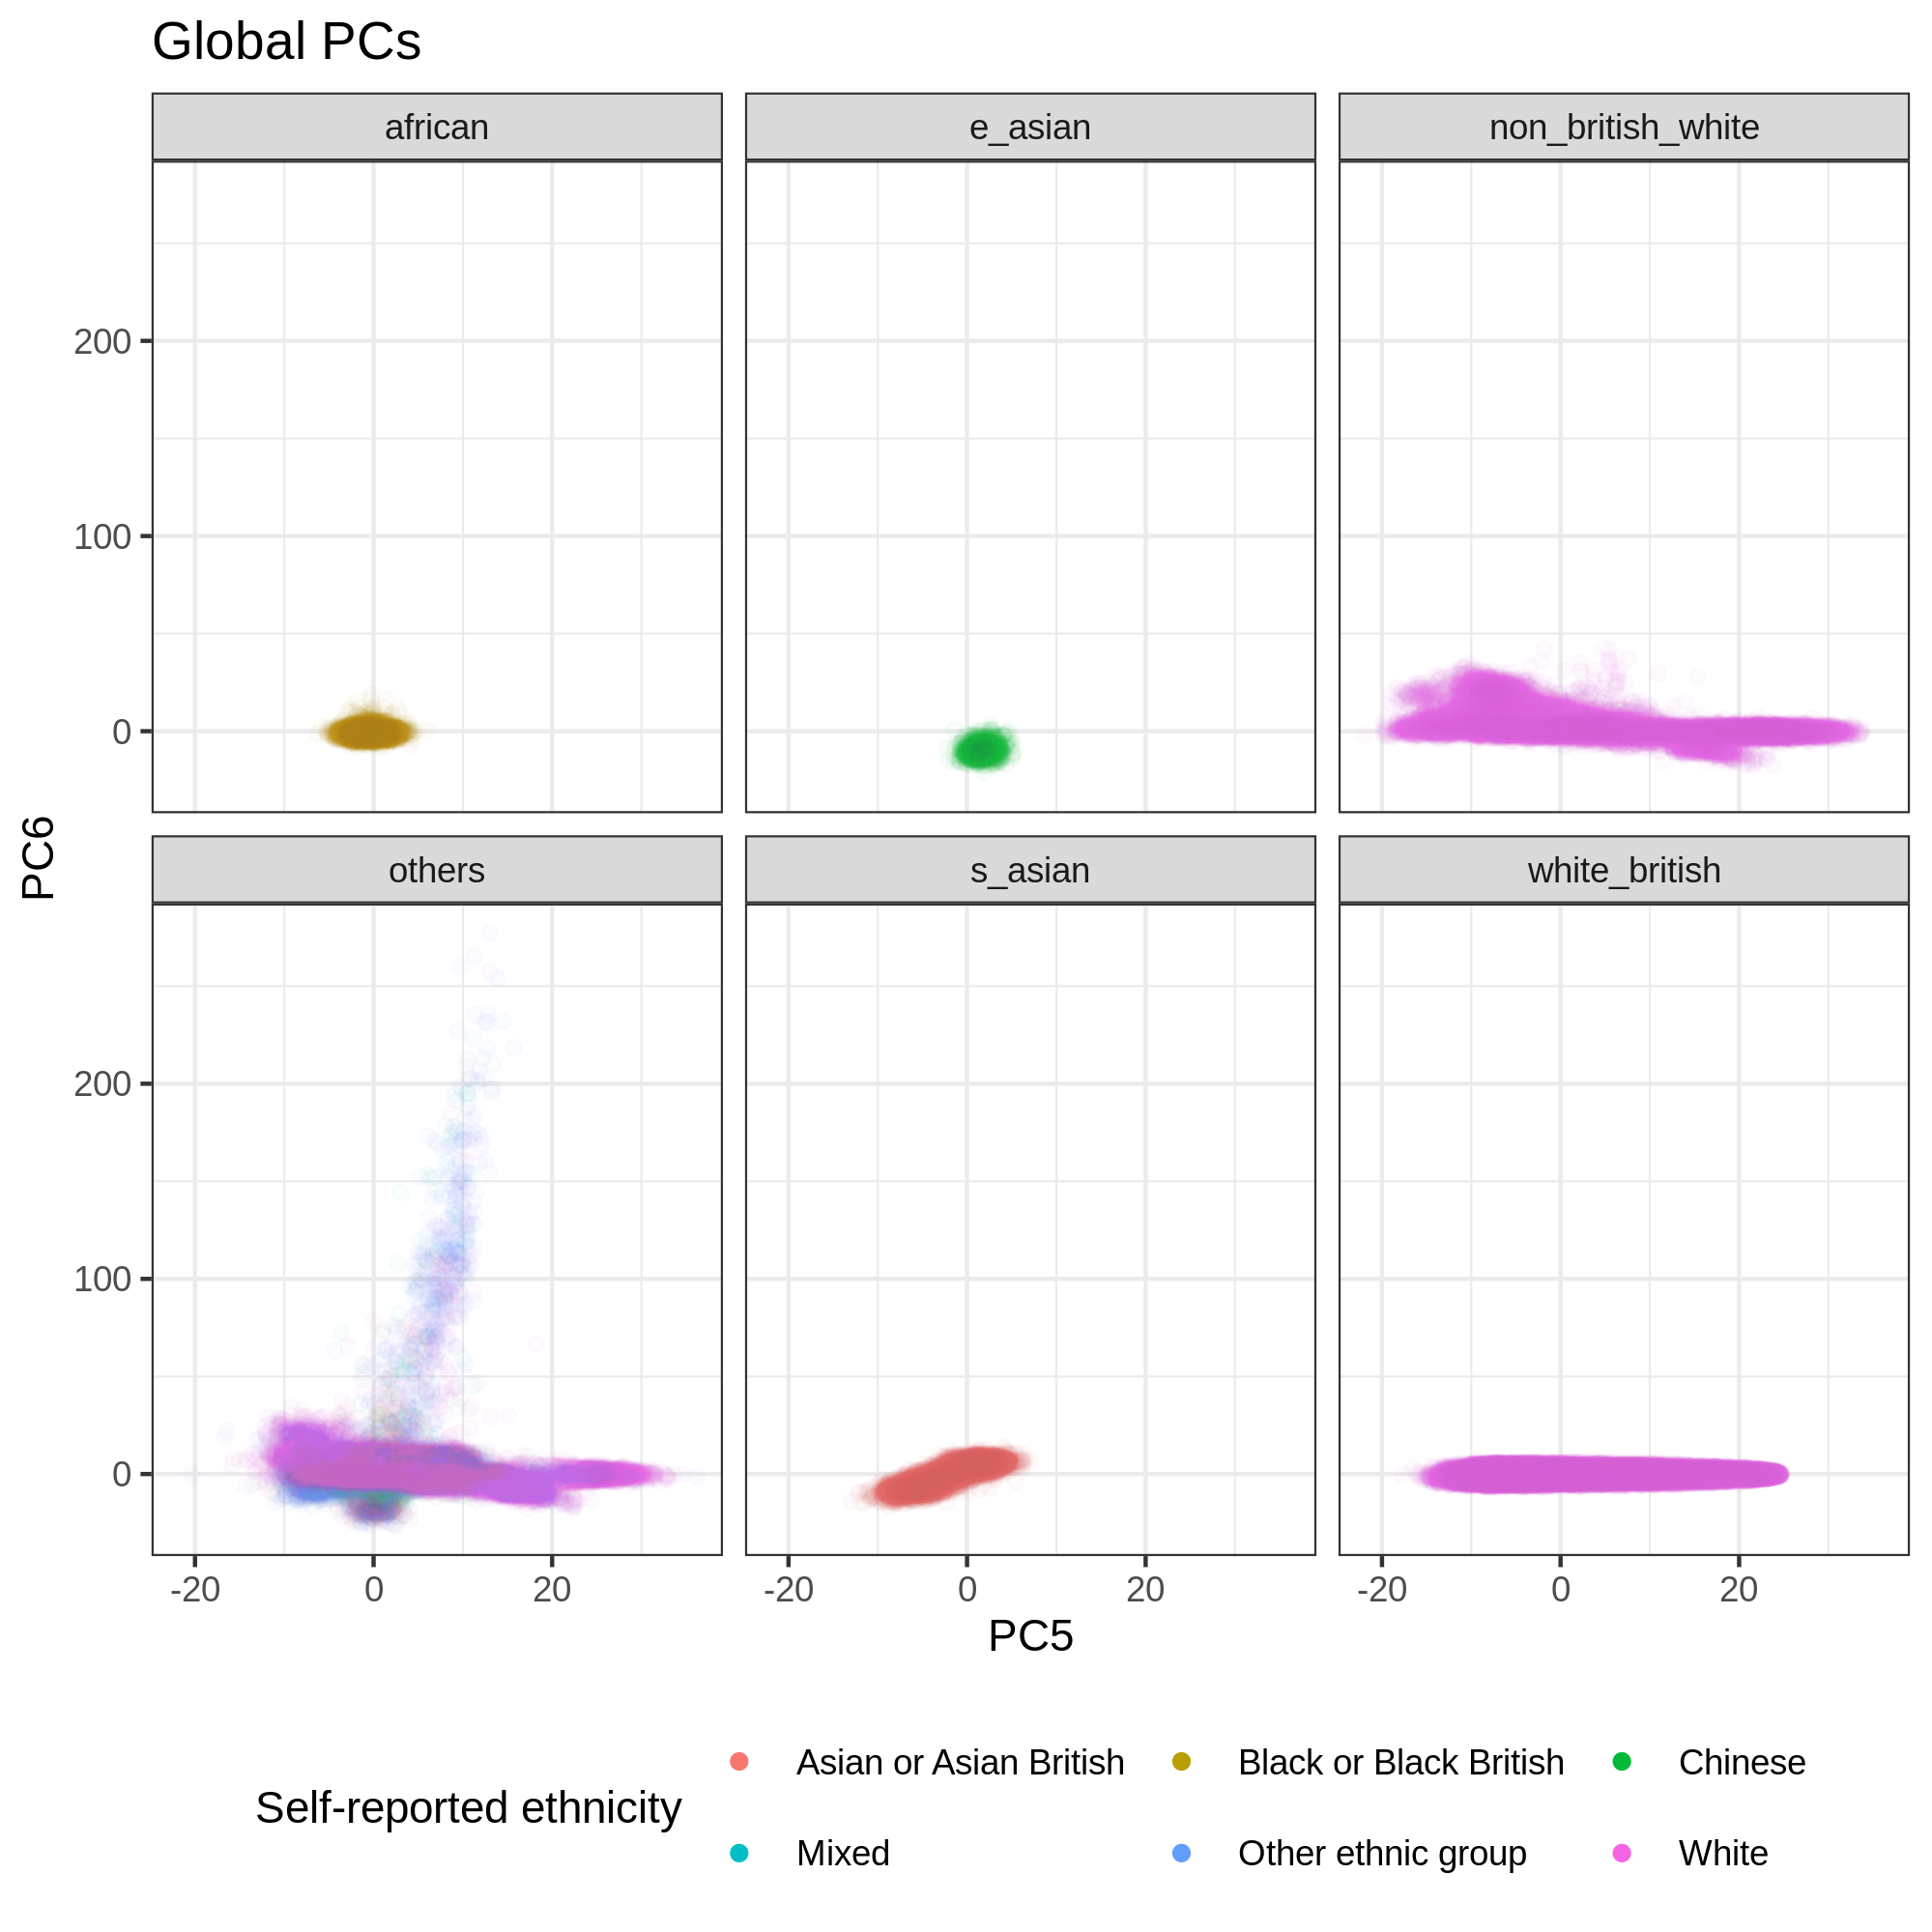 Global PCs
african e_asian non_british_white
200
100
0
PC6
others s_asian white_british
200
100
0
-20 0 20 -20 0 20 -20 0 20
PC5
Self-reported ethnicity
Asian or Asian British Black or Black British Chinese
Mixed Other ethnic group White